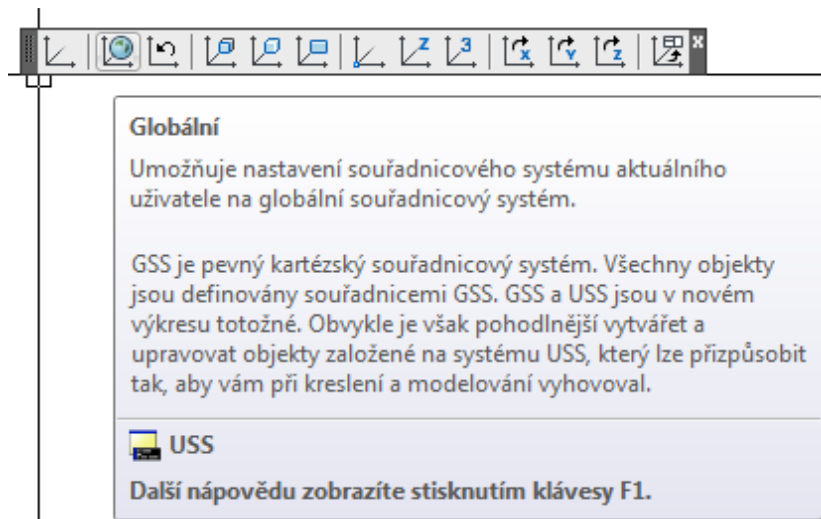 Z 3 X Y Z
Globální
Umožňuje nastavení souřadnicového systému aktuálního
uživatele na globální souřadnicový systém.
GSS je pevný kartézský souřadnicový systém. Všechny objekty
jsou definovány souřadnicemi GSS. GSS a USS jsou v novém
výkresu totožné. Obvykle je však pohodlnější vytvářet a
upravovat objekty založené na systému USS, který lze přizpůsobit
tak, aby vám při kreslení a modelování vyhovoval.
USS
Další nápovědu zobrazíte stisknutím klávesy F1.